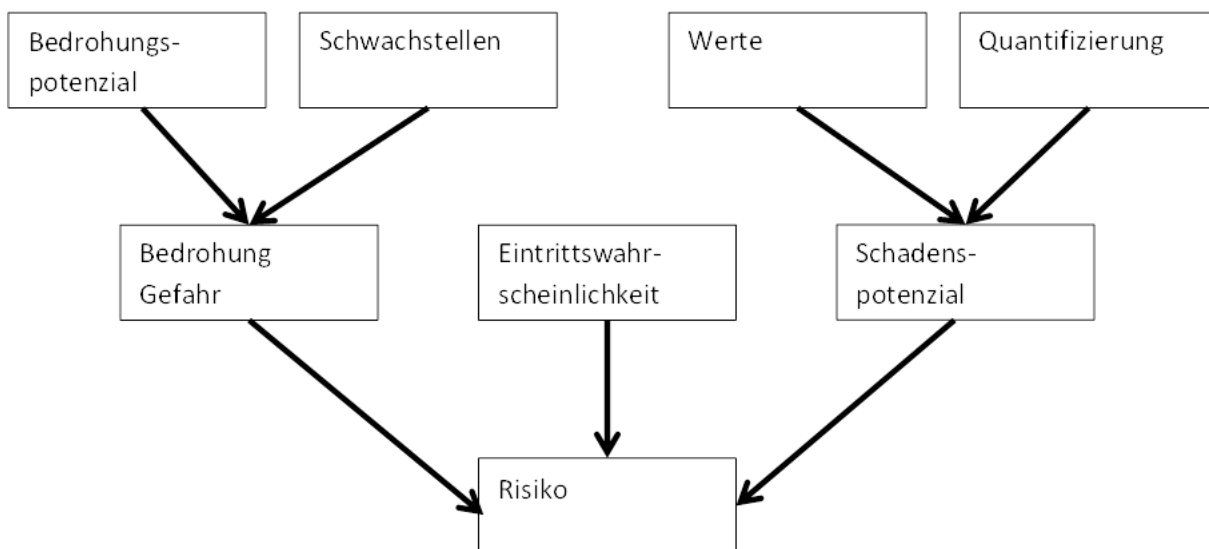 Bedrohungs-
potenzial
Schwachstellen
Werte
Quantifizierung
Bedrohung
Gefahr
Eintrittswahr-
scheinlichkeit
Schadens-
potenzial
Risiko